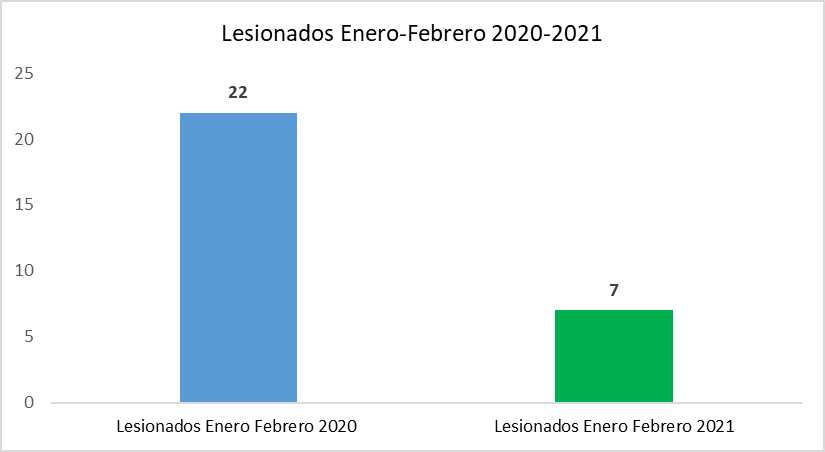 Lesionados Enero-Febrero 2020-2021
25
20
15
10
5
0
22
7
Lesionados Enero Febrero 2020
Lesionados Enero Febrero 2021